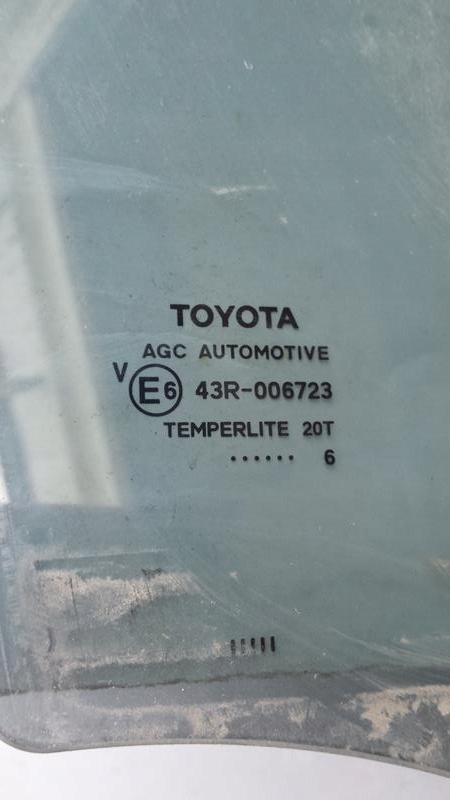 TOYOTA
AGC AUTOMOTIVE
V E6 43R-006723
TEMPERLITE 20T
...... 6